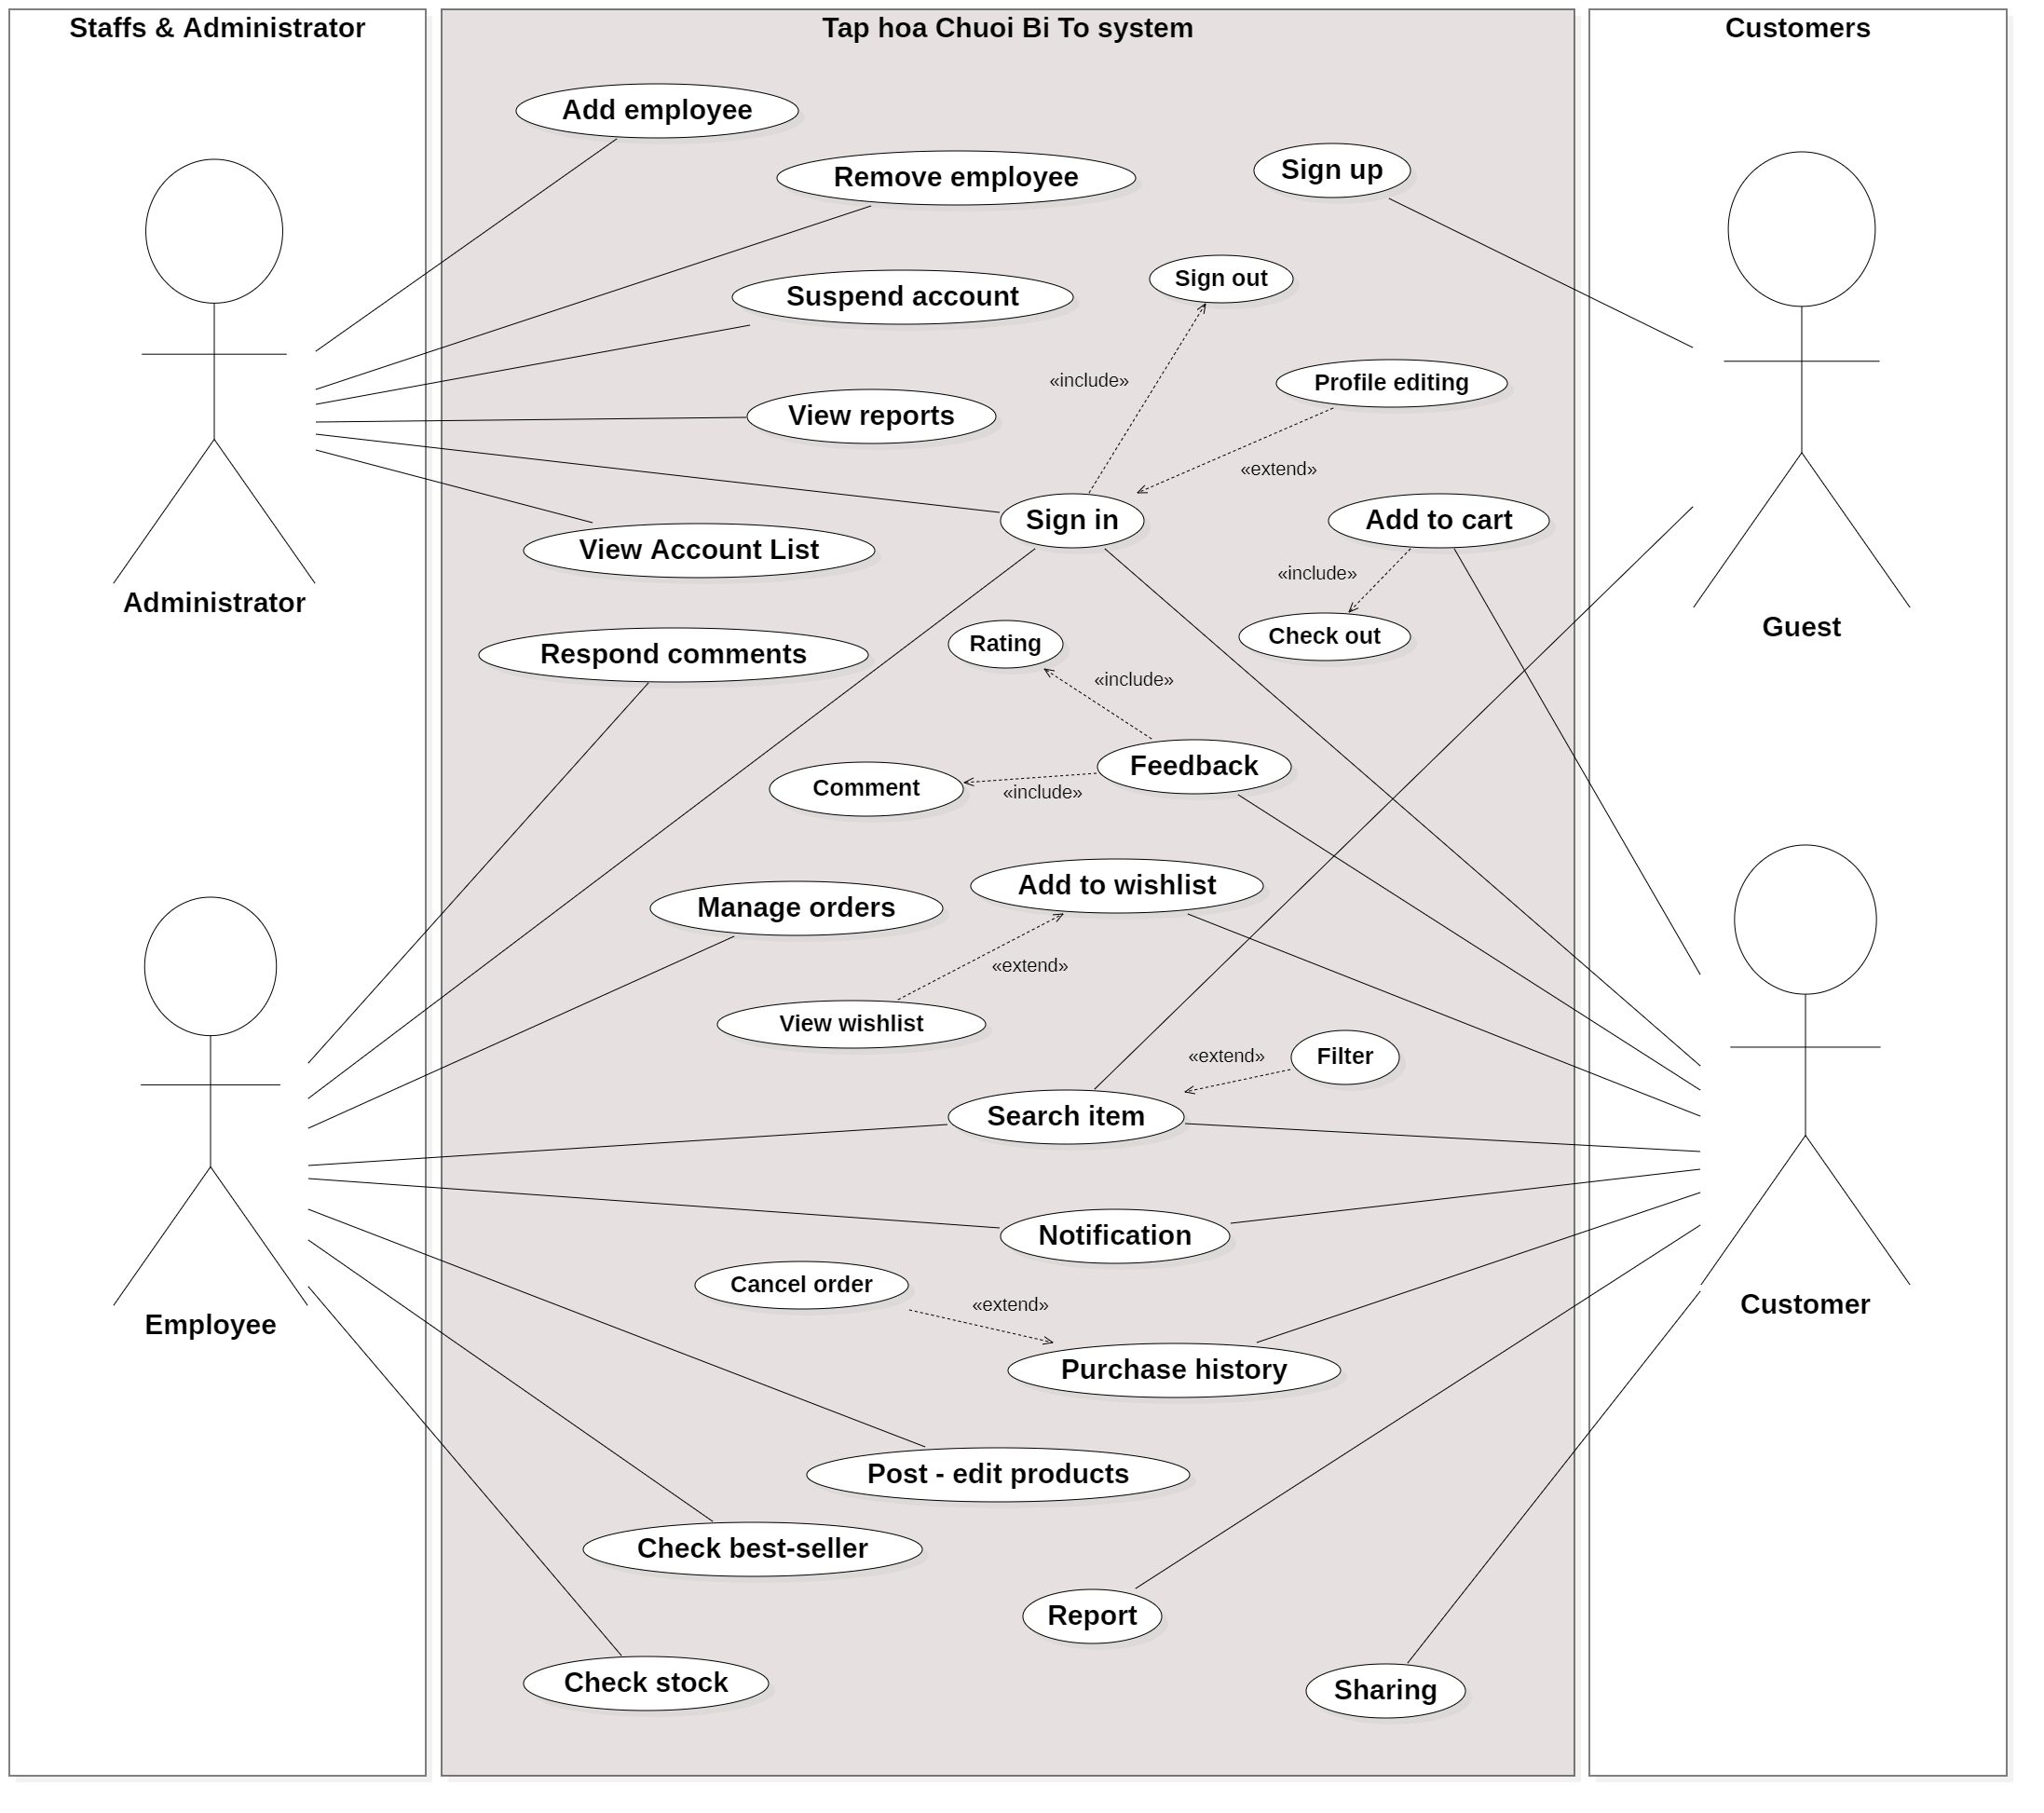 Staffs & Administrator
Tap hoa Chuoi Bi To system
Customers
Add employee
Remove employee
Sign up
Sign out
Suspend account
«include»
Profile editing
View reports
«extend»
Sign in
Add to cart
View Account List
«include»
Administrator
Guest
Check out
Rating
Respond comments
«include»
Feedback
Comment
«include»
Add to wishlist
Manage orders
«extend»
View wishlist
«extend»
Filter
Search item
Notification
Cancel order
«extend»
Customer
Employee
Purchase history
Post - edit products
Check best-seller
Report
Check stock
Sharing